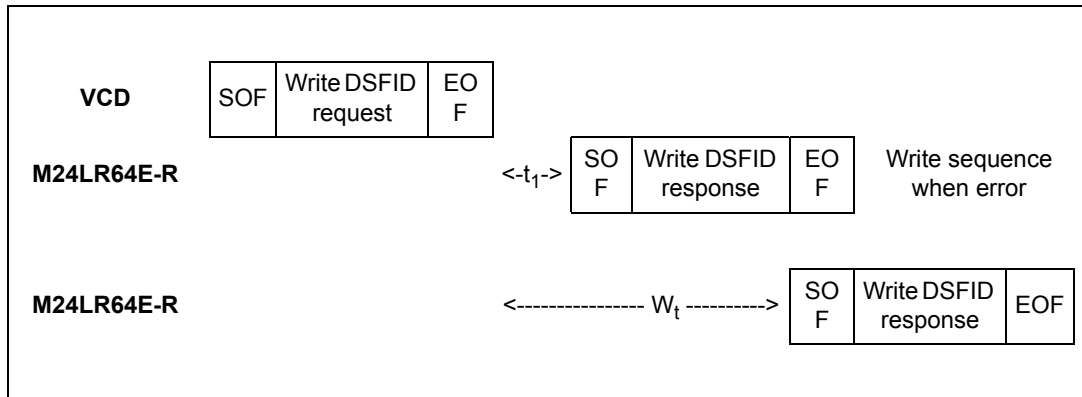 VCD SOF Write DSFID request EO F
M24LR64E-R <-t1-> SO F Write DSFID response EO F Write sequence when error
M24LR64E-R <---------------- Wt ----------> SO F Write DSFID response EOF